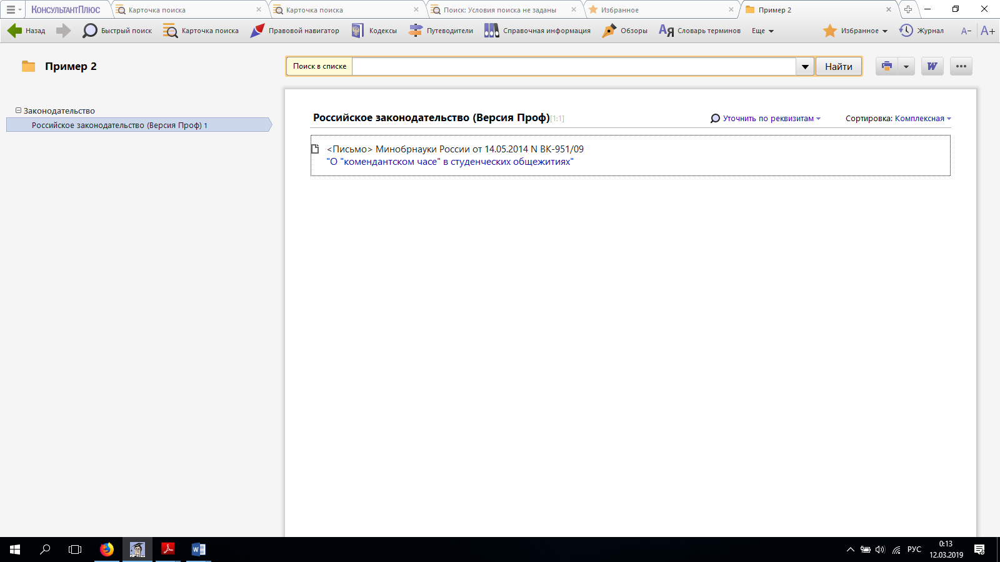 КонсультантПлюс
Карточка поиска
Карточка поиска
Поиск: Условия поиска не заданы
Избранное
Пример 2
Назад
Быстрый поиск
Карточка поиска
Правовой навигатор
Кодексы
Путеводители
Справочная информация
Обзоры
Ая Словарь терминов
Еще
Избранное
Журнал
A−
A+
Пример 2
Поиск в списке
Найти
W
Законодательство
Российское законодательство (Версия Проф) 1
Российское законодательство (Версия Проф)[1:1]
Уточнить по реквизитам
Сортировка: Комплексная
<Письмо> Минобрнауки России от 14.05.2014 N ВК-951/09
"О "комендантском часе" в студенческих общежитиях"
РУС
0:13
12.03.2019